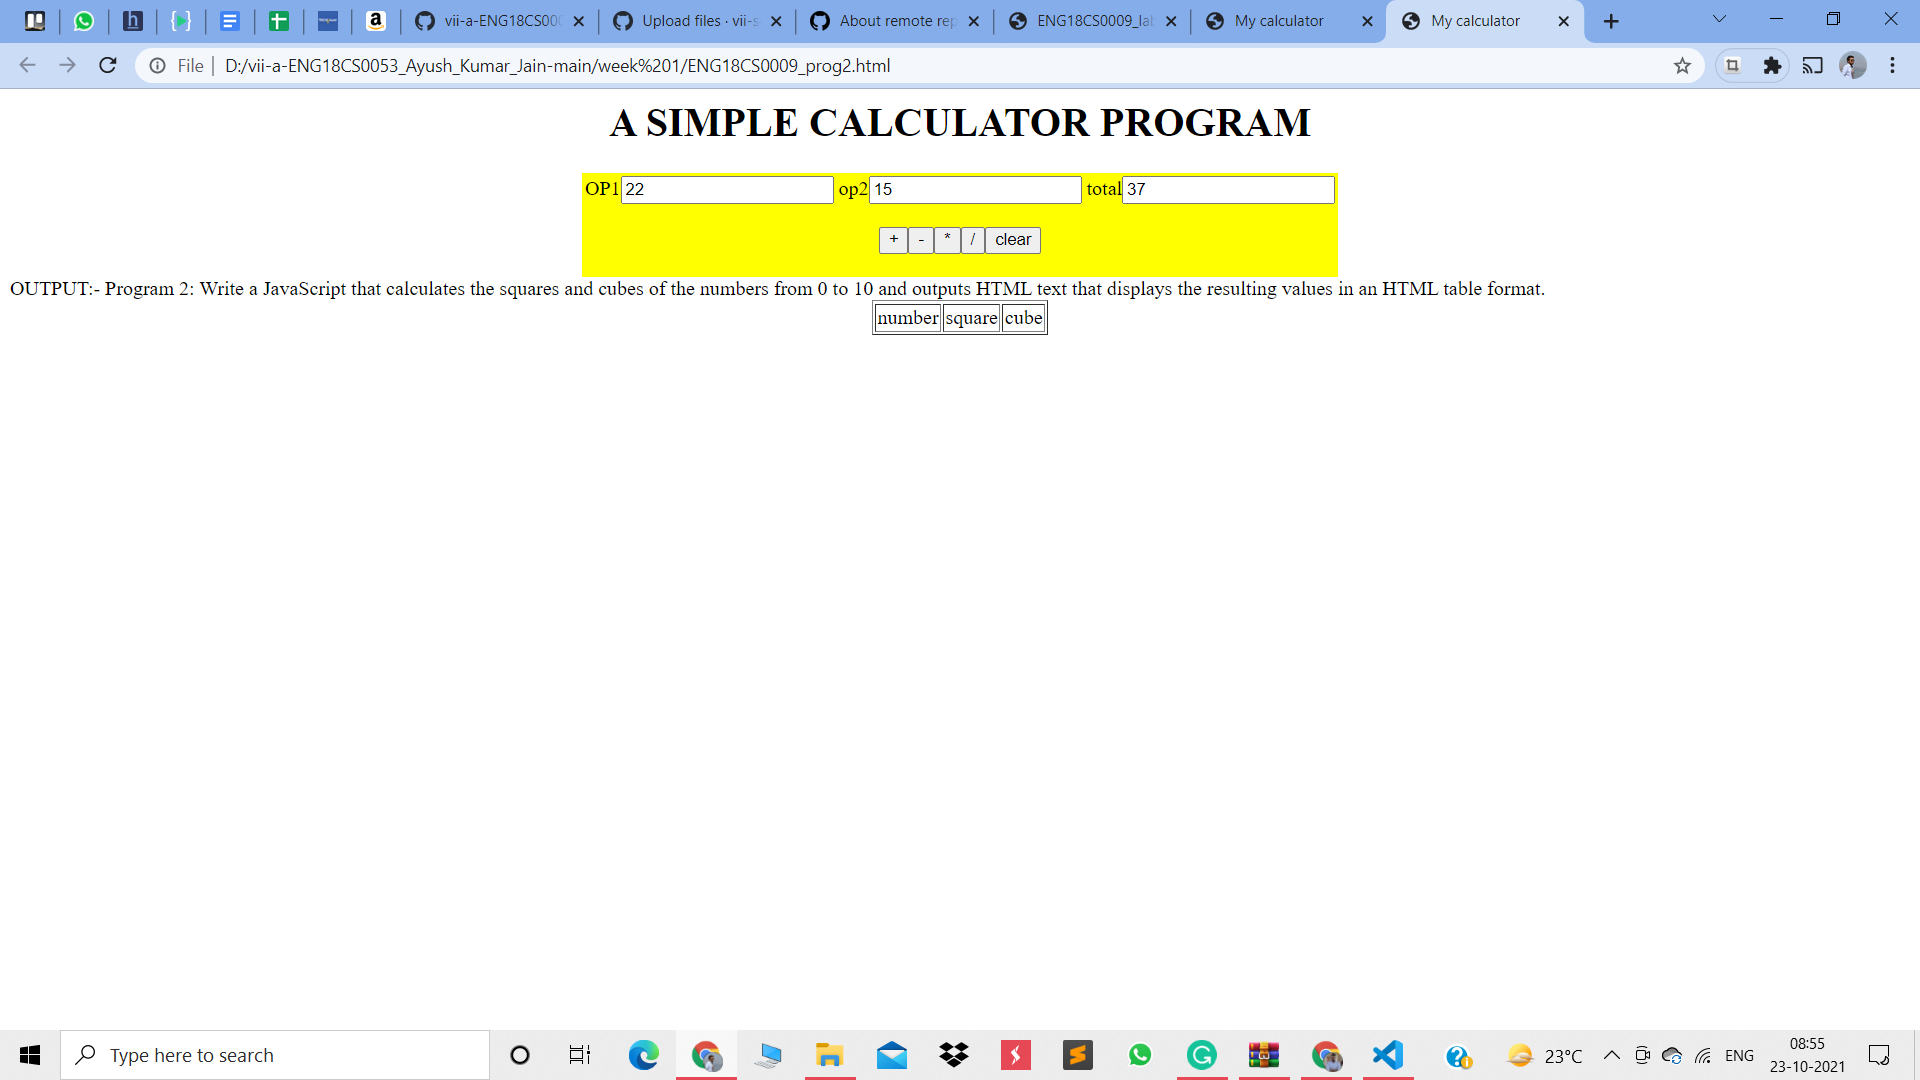 vii-a-ENG18CS000
Upload files · vii-s
About remote rep
ENG18CS0009_lab
My calculator
My calculator
File | D:/vii-a-ENG18CS0053_Ayush_Kumar_Jain-main/week%201/ENG18CS0009_prog2.html
A SIMPLE CALCULATOR PROGRAM
OP1 22 op2 15 total 37
+ - * / clear
OUTPUT:- Program 2: Write a JavaScript that calculates the squares and cubes of the numbers from 0 to 10 and outputs HTML text that displays the resulting values in an HTML table format.
number square cube
Type here to search
23°C
ENG
08:55
23-10-2021